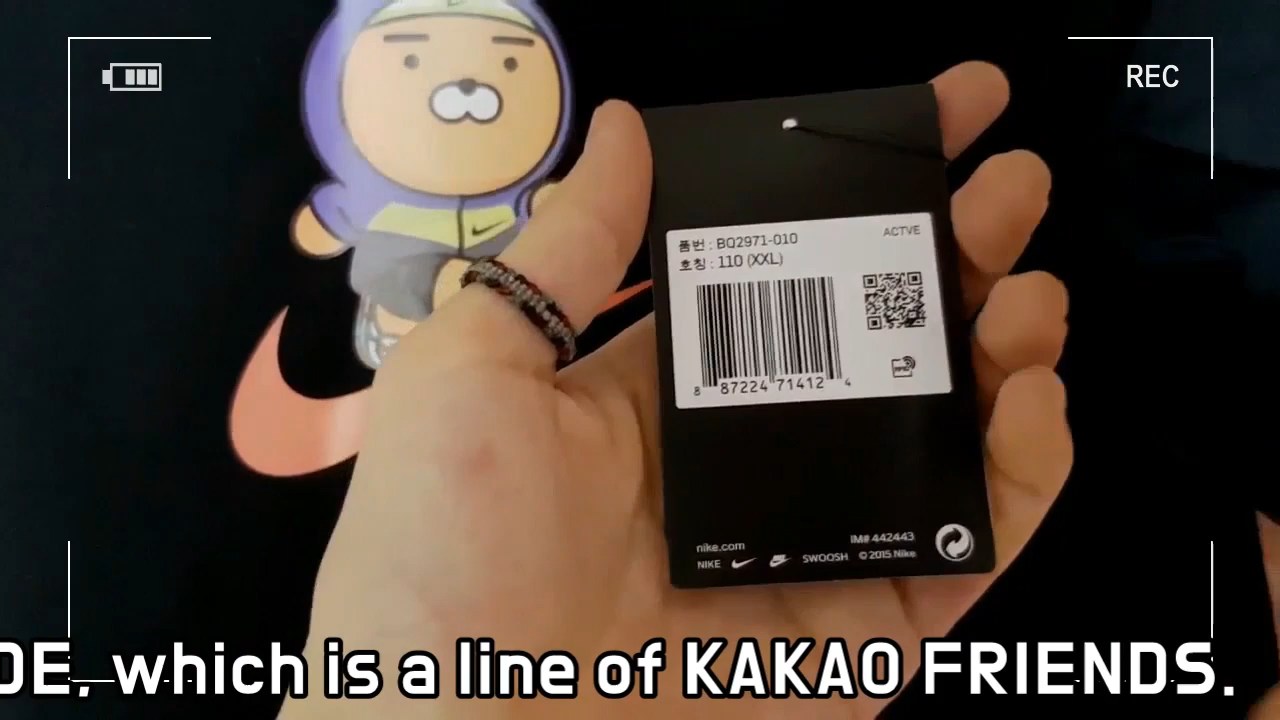 REC
품번 : BQ2971-010
ACTVE
호칭 : 110 (XXL)
8 87224 71412 4
RFID
nike.com
IM# 442443
NIKE SWOOSH © 2015 Nike
DE, which is a line of KAKAO FRIENDS.